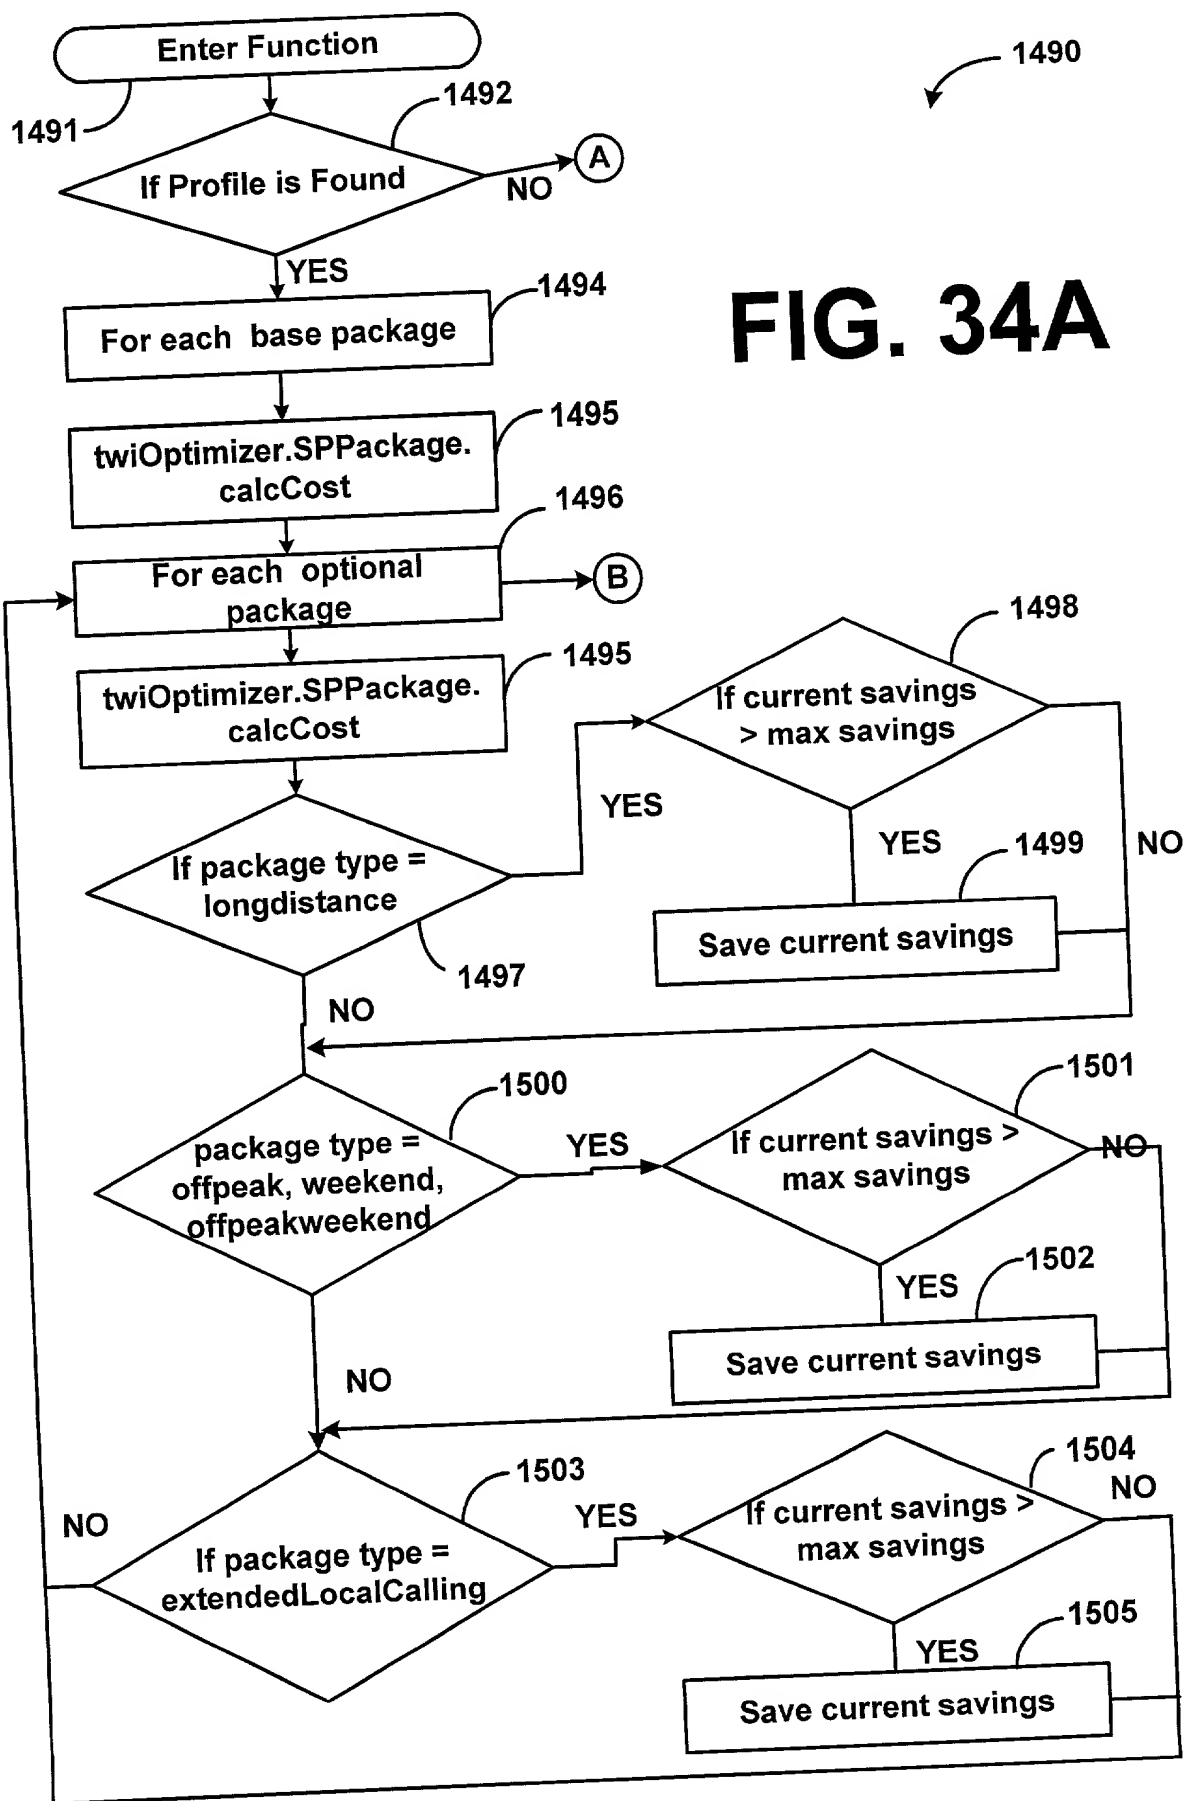 Enter Function
1490
1491
1492
If Profile is Found
A
NO
YES
1494
For each base package
FIG. 34A
1495
twiOptimizer.SPPackage.
calcCost
1496
For each optional
package
B
1495
twiOptimizer.SPPackage.
calcCost
1498
If current savings
> max savings
YES
YES
NO
1499
If package type =
longdistance
Save current savings
1497
NO
1500
1501
package type =
offpeak, weekend,
offpeakweekend
YES
If current savings >
max savings
NO
1502
YES
Save current savings
NO
1503
1504
NO
YES
If current savings >
max savings
NO
If package type =
extendedLocalCalling
1505
YES
Save current savings